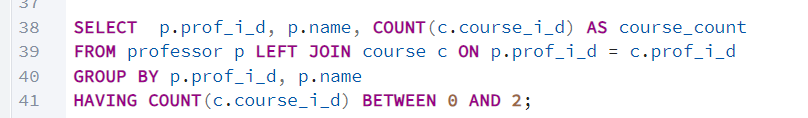 37
38 SELECT  p.prof_i_d, p.name, COUNT(c.course_i_d) AS course_count
39 FROM professor p LEFT JOIN course c ON p.prof_i_d = c.prof_i_d
40 GROUP BY p.prof_i_d, p.name
41 HAVING COUNT(c.course_i_d) BETWEEN 0 AND 2;